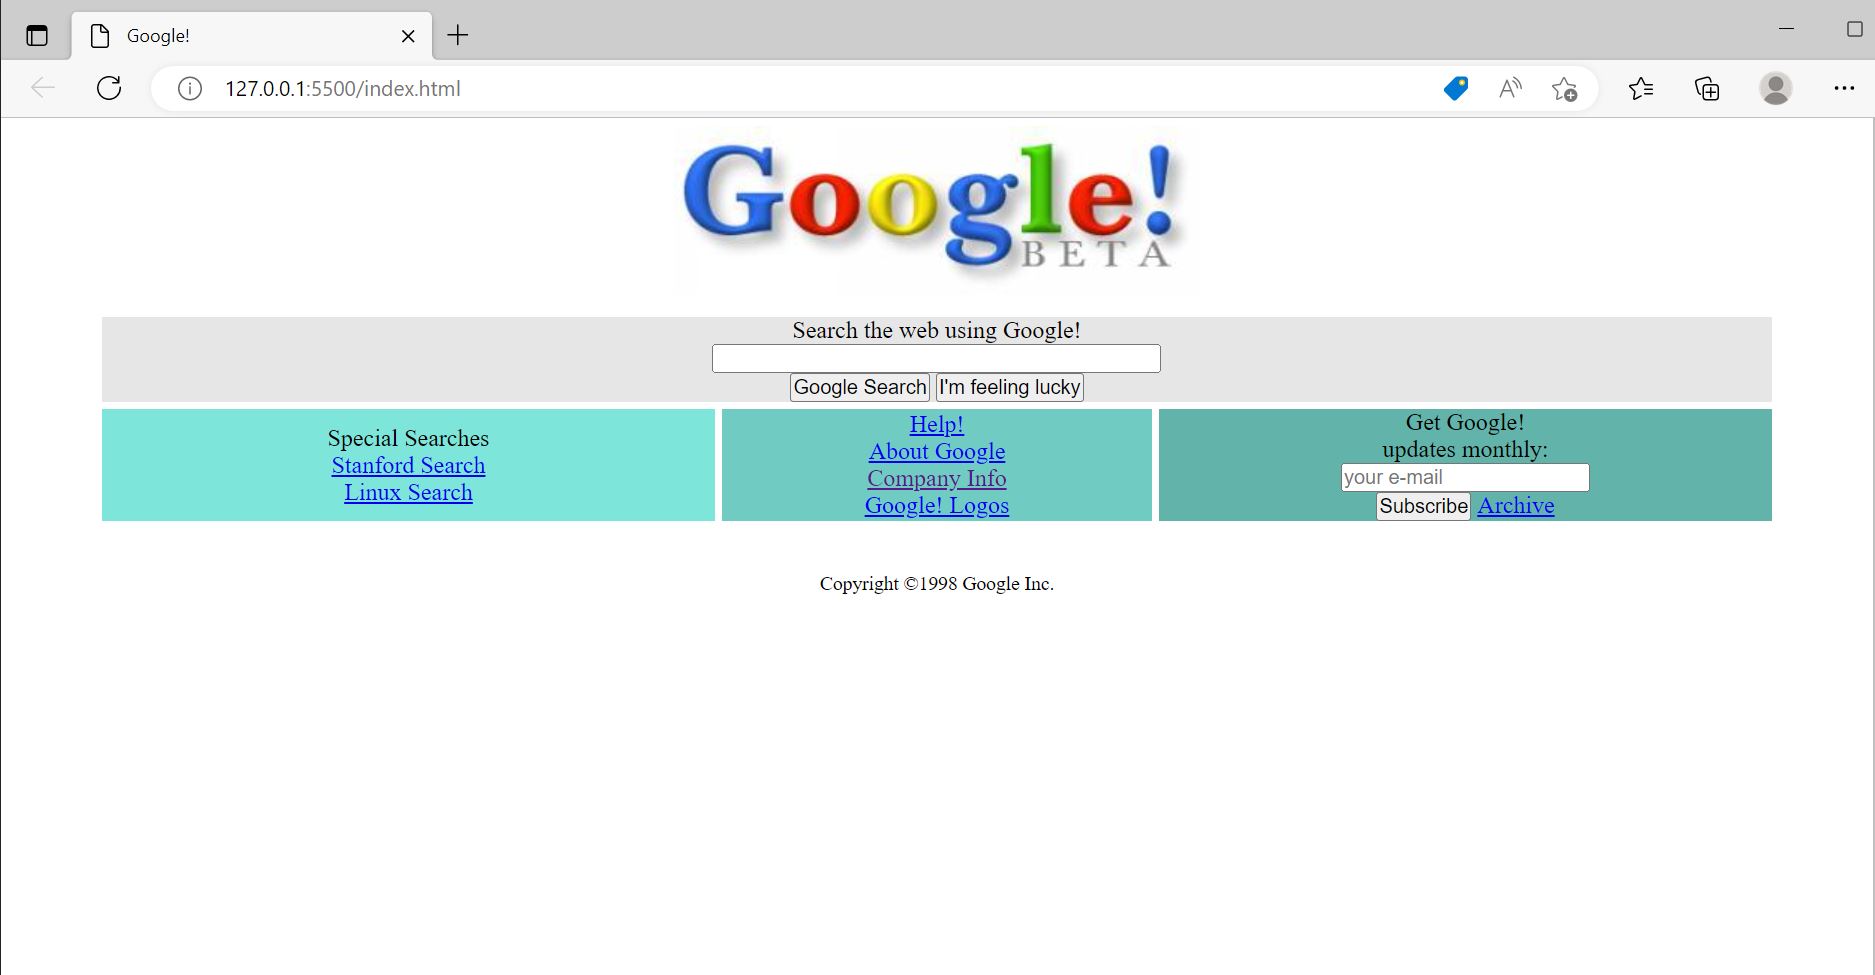 Google!
127.0.0.1:5500/index.html
Google!
BETA
Search the web using Google!
Google Search I'm feeling lucky
Special Searches
Stanford Search
Linux Search
Help!
About Google
Company Info
Google! Logos
Get Google!
updates monthly:
your e-mail
Subscribe Archive
Copyright ©1998 Google Inc.